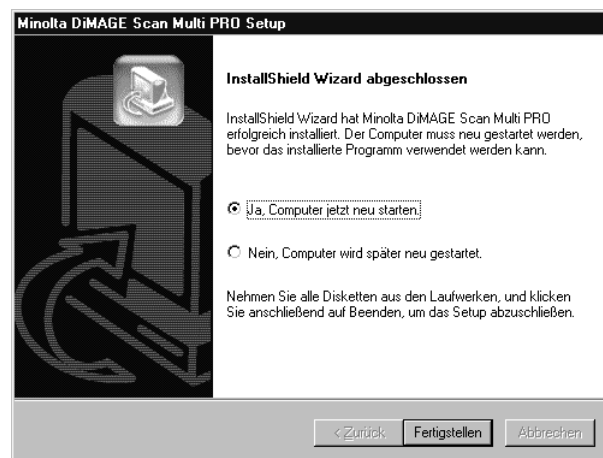 Minolta DiMAGE Scan Multi PRO Setup
InstallShield Wizard abgeschlossen
InstallShield Wizard hat Minolta DiMAGE Scan Multi PRO
erfolgreich installiert. Der Computer muss neu gestartet werden,
bevor das installierte Programm verwendet werden kann.
Ja, Computer jetzt neu starten.
Nein, Computer wird später neu gestartet.
Nehmen Sie alle Disketten aus den Laufwerken, und klicken
Sie anschließend auf Beenden, um das Setup abzuschließen.
< Zurück Fertigstellen Abbrechen